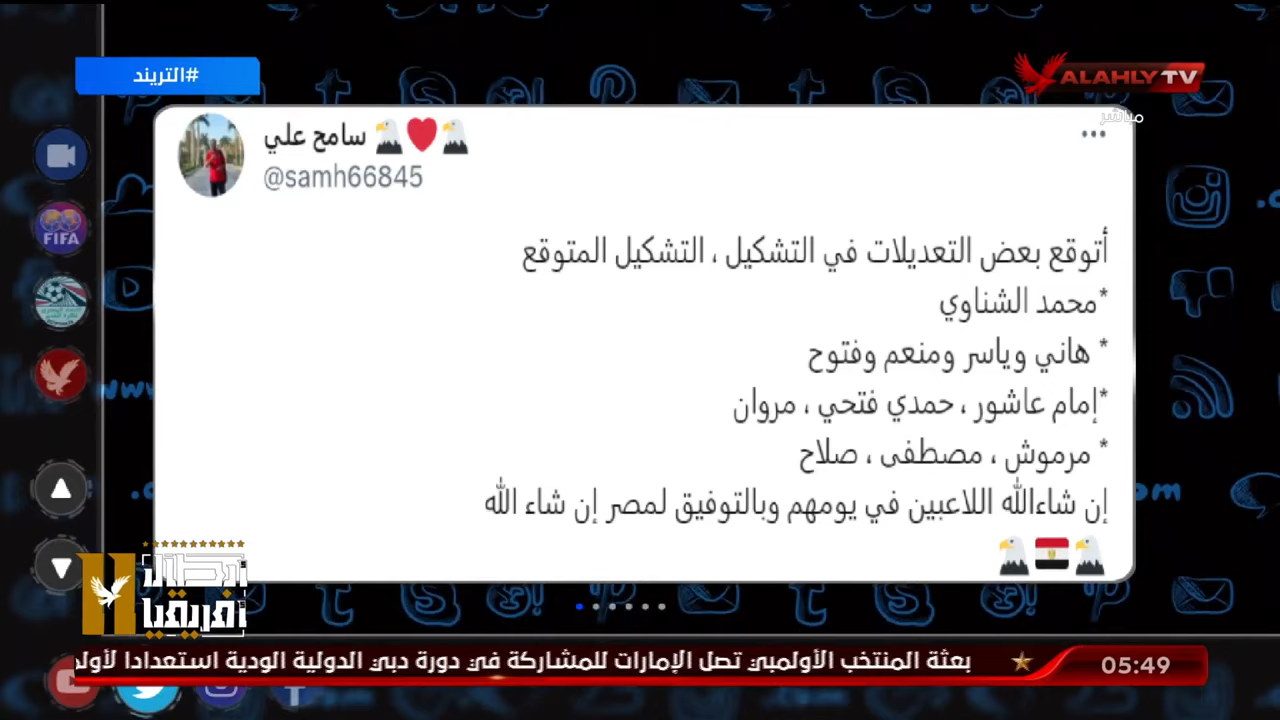 #التريند
ALAHLY TV
مباشر
سامح علي
@samh66845
أتوقع بعض التعديلات في التشكيل ، التشكيل المتوقع
*محمد الشناوي
* هاني وياسر ومنعم وفتوح
*إمام عاشور ، حمدي فتحي ، مروان
* مرموش ، مصطفى ، صلاح
إن شاءالله اللاعبين في يومهم وبالتوفيق لمصر إن شاء الله
FIFA
أبطال
أفريقيا
بعثة المنتخب الأولمبي تصل الإمارات للمشاركة في دورة دبي الدولية الودية استعدادا
05:49